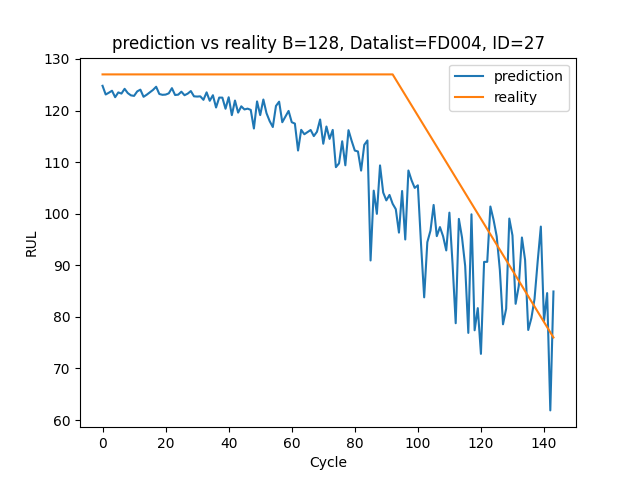 prediction vs reality B=128, Datalist=FD004, ID=27
130
120
110
100
90
80
70
60
RUL
prediction
reality
0 20 40 60 80 100 120 140
Cycle